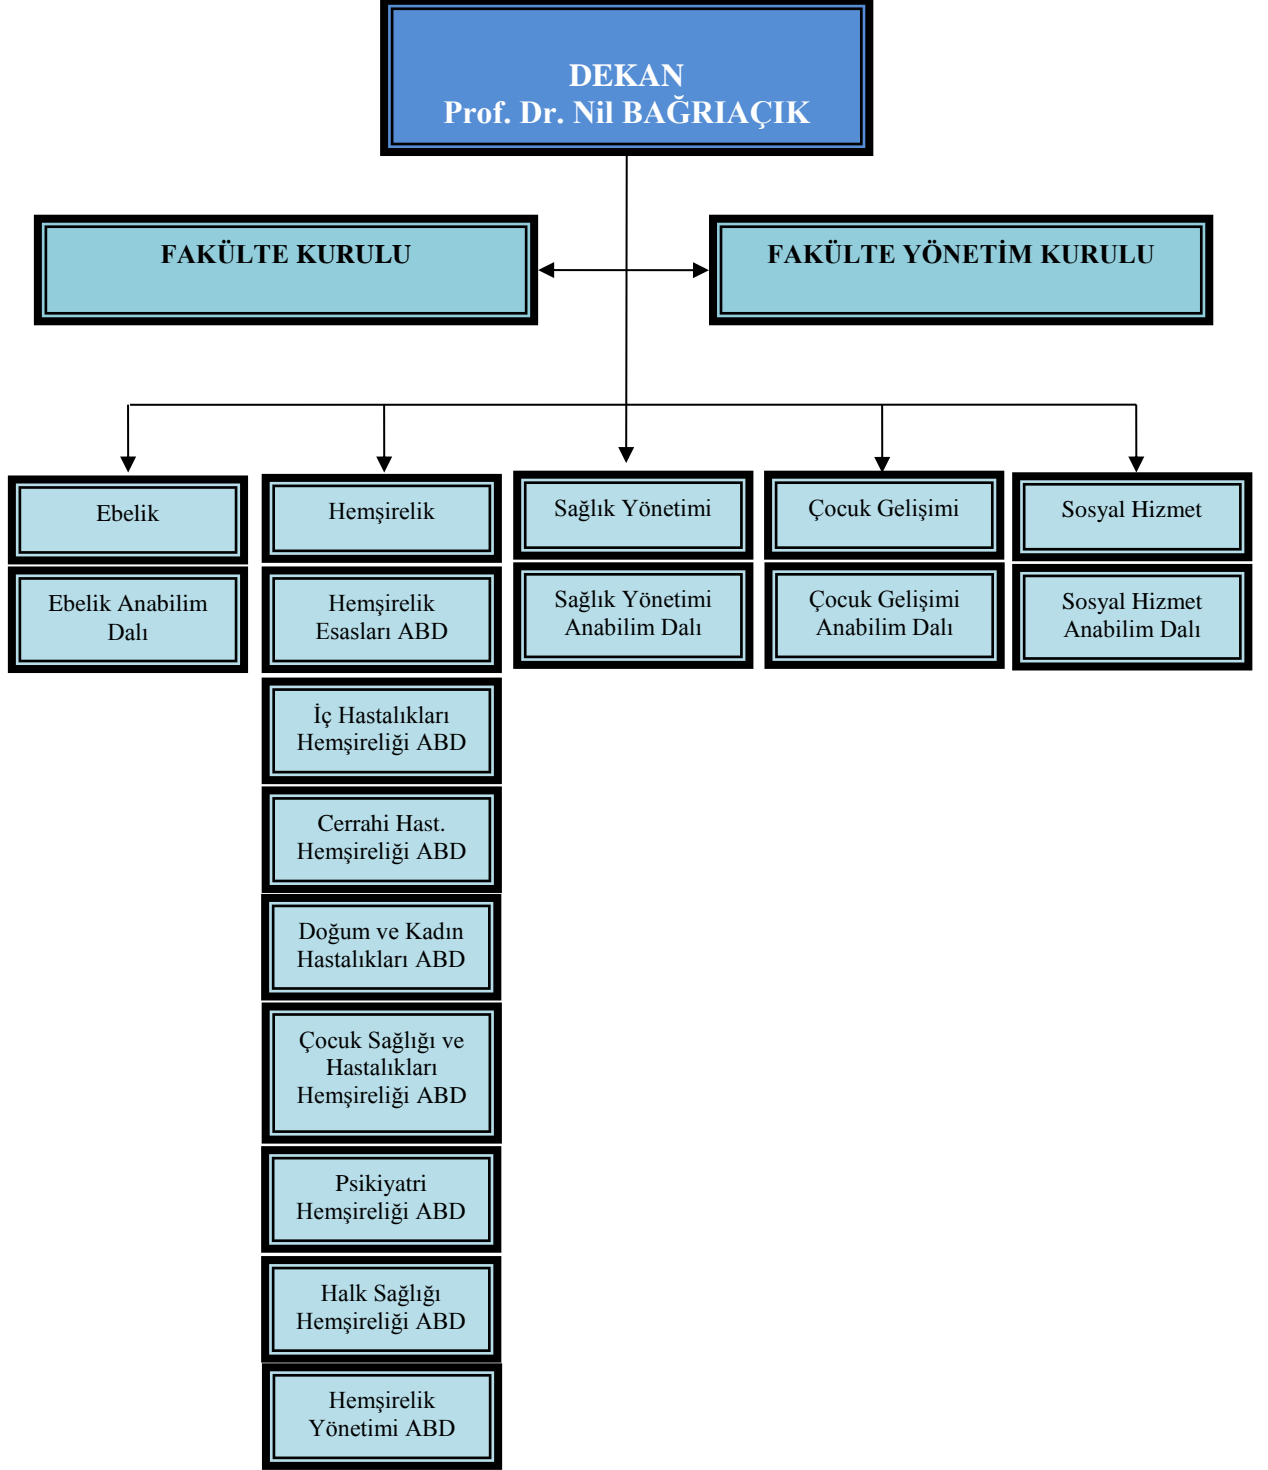 DEKAN
Prof. Dr. Nil BAĞRIAÇIK
FAKÜLTE KURULU
FAKÜLTE YÖNETİM KURULU
Ebelik
Hemşirelik
Sağlık Yönetimi
Çocuk Gelişimi
Sosyal Hizmet
Ebelik Anabilim
Dalı
Hemşirelik
Esasları ABD
Sağlık Yönetimi
Anabilim Dalı
Çocuk Gelişimi
Anabilim Dalı
Sosyal Hizmet
Anabilim Dalı
İç Hastalıkları
Hemşireliği ABD
Cerrahi Hast.
Hemşireliği ABD
Doğum ve Kadın
Hastalıkları ABD
Çocuk Sağlığı ve
Hastalıkları
Hemşireliği ABD
Psikiyatri
Hemşireliği ABD
Halk Sağlığı
Hemşireliği ABD
Hemşirelik
Yönetimi ABD